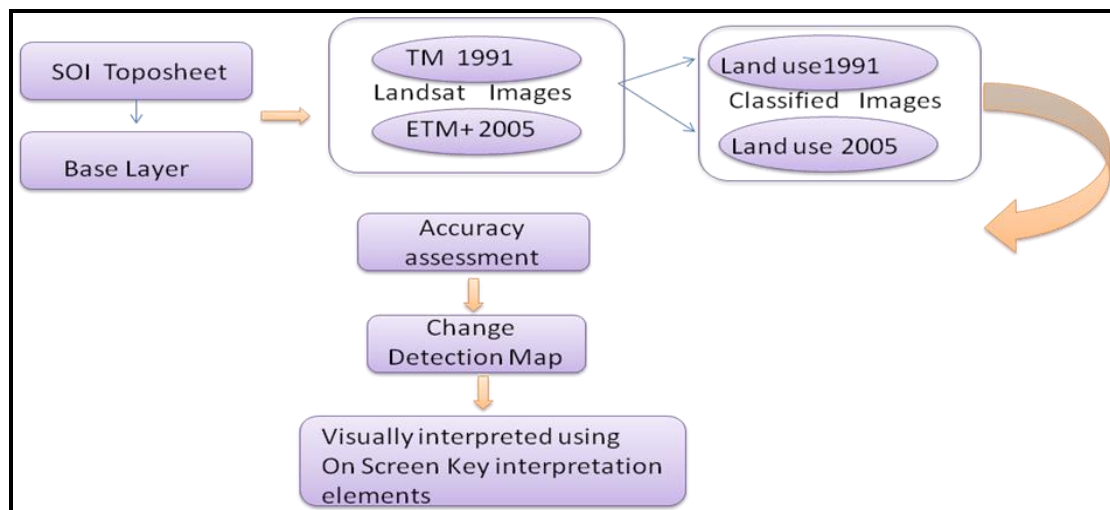 SOI Toposheet
Base Layer
TM 1991
Landsat Images
ETM+ 2005
Land use1991
Classified Images
Land use 2005
Accuracy
assessment
Change
Detection Map
Visually interpreted using
On Screen Key interpretation
elements